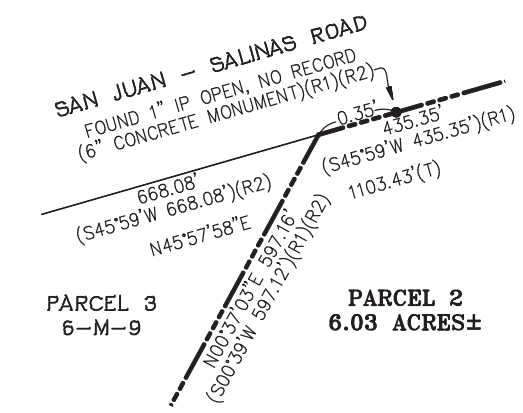 SAN JUAN – SALINAS ROAD
FOUND 1" IP OPEN, NO RECORD
(6" CONCRETE MONUMENT)(R1)(R2)
0.35'
435.35'
(S45°59'W 435.35')(R1)
668.08'
(S45°59'W 668.08')(R2)
1103.43'(T)
N45°57'58"E
N00°37'03"E 597.16'
(S00°39'W 597.12')(R1)(R2)
PARCEL 3
6–M–9
PARCEL 2
6.03 ACRES±